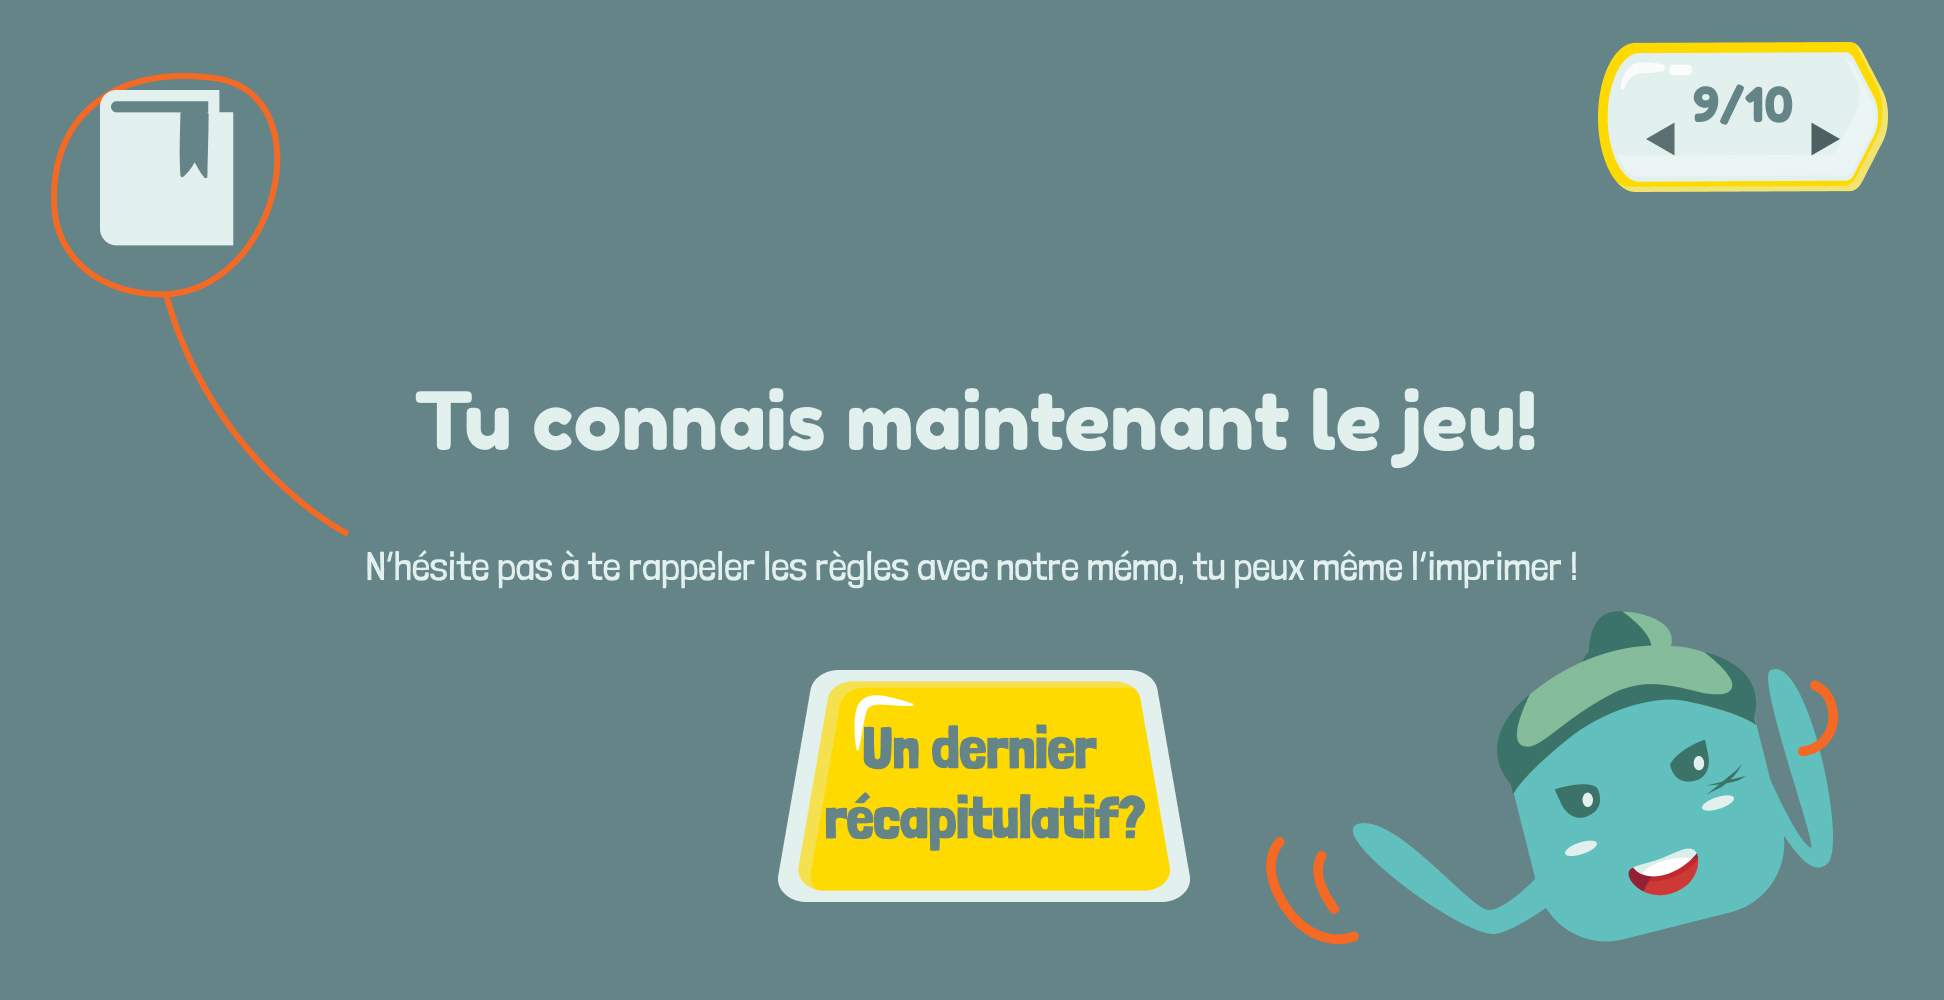 9/10
Tu connais maintenant le jeu!
N'hésite pas à te rappeler les règles avec notre mémo, tu peux même l'imprimer !
Un dernier
récapitulatif?